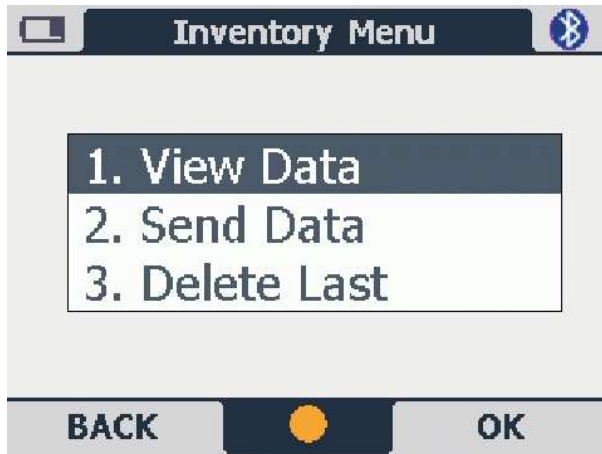 Inventory Menu
1. View Data
2. Send Data
3. Delete Last
BACK OK